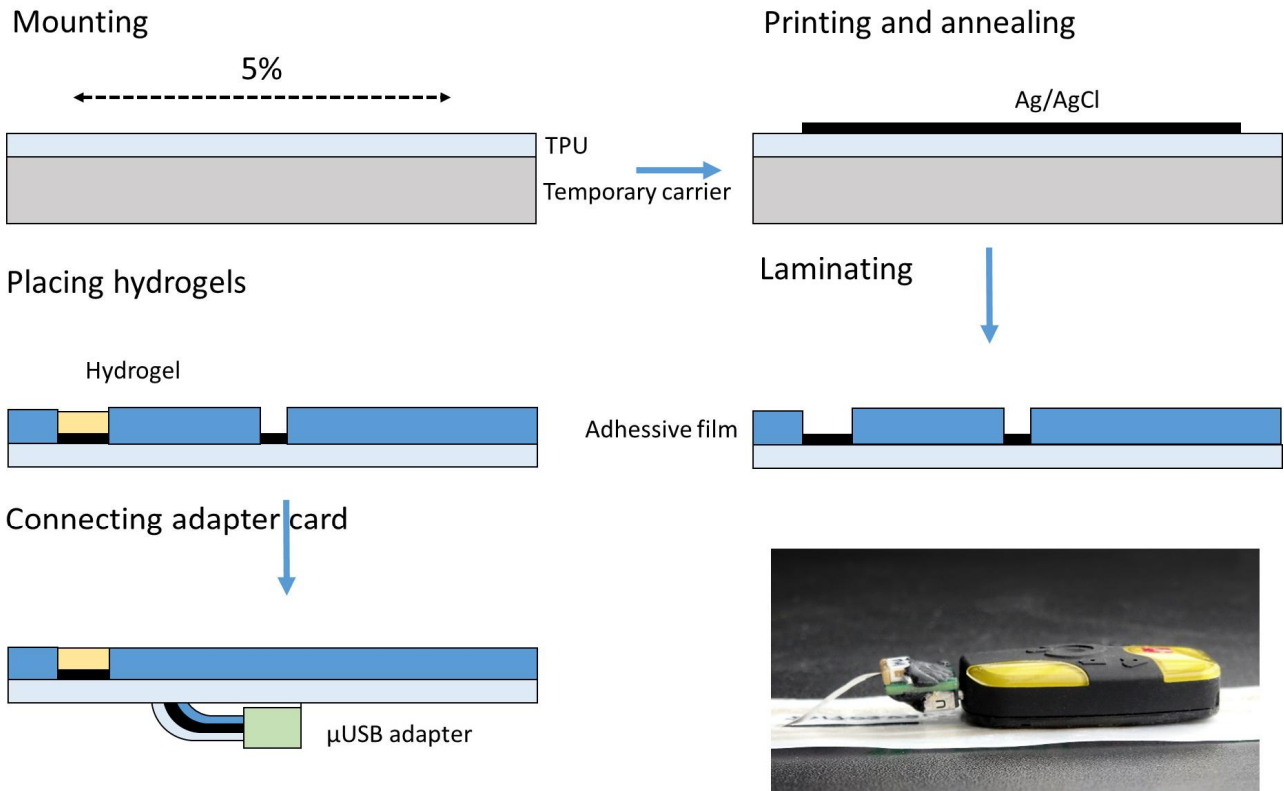 Mounting
5%
TPU
Temporary carrier
Printing and annealing
Ag/AgCl
Laminating
Adhessive film
Placing hydrogels
Hydrogel
Connecting adapter card
μUSB adapter